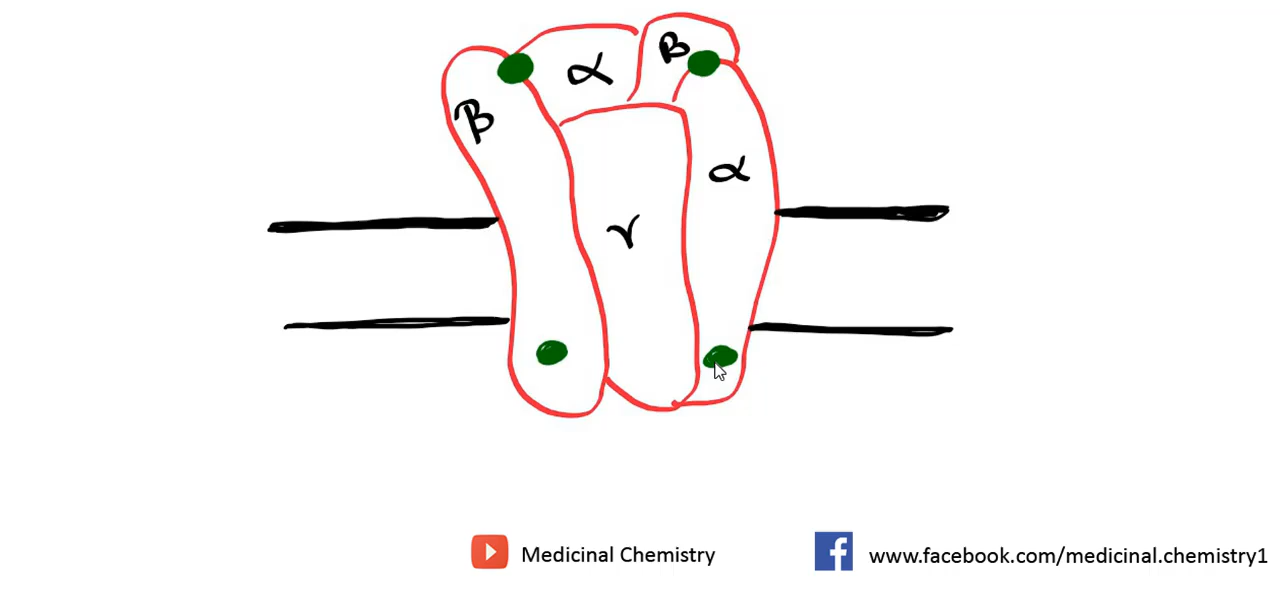 α
β
β
α
γ
Medicinal Chemistry
www.facebook.com/medicinal.chemistry1